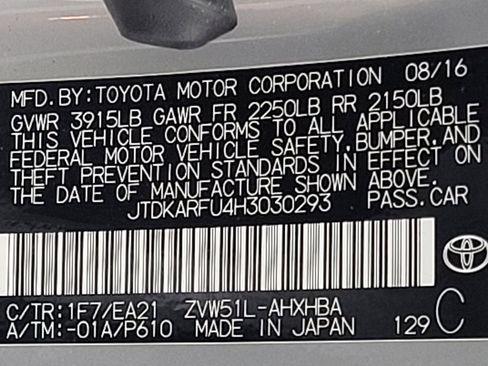 MFD.BY:TOYOTA MOTOR CORPORATION 08/16
GVWR 3915LB GAWR FR 2250LB RR 2150LB
THIS VEHICLE CONFORMS TO ALL APPLICABLE
FEDERAL MOTOR VEHICLE SAFETY,BUMPER,AND
THEFT PREVENTION STANDARDS IN EFFECT ON
THE DATE OF MANUFACTURE SHOWN ABOVE.
JTDKARFU4H3030293 PASS.CAR
C/TR:1F7/EA21 ZVW51L-AHXHBA C
A/TM:-01A/P610 MADE IN JAPAN 129